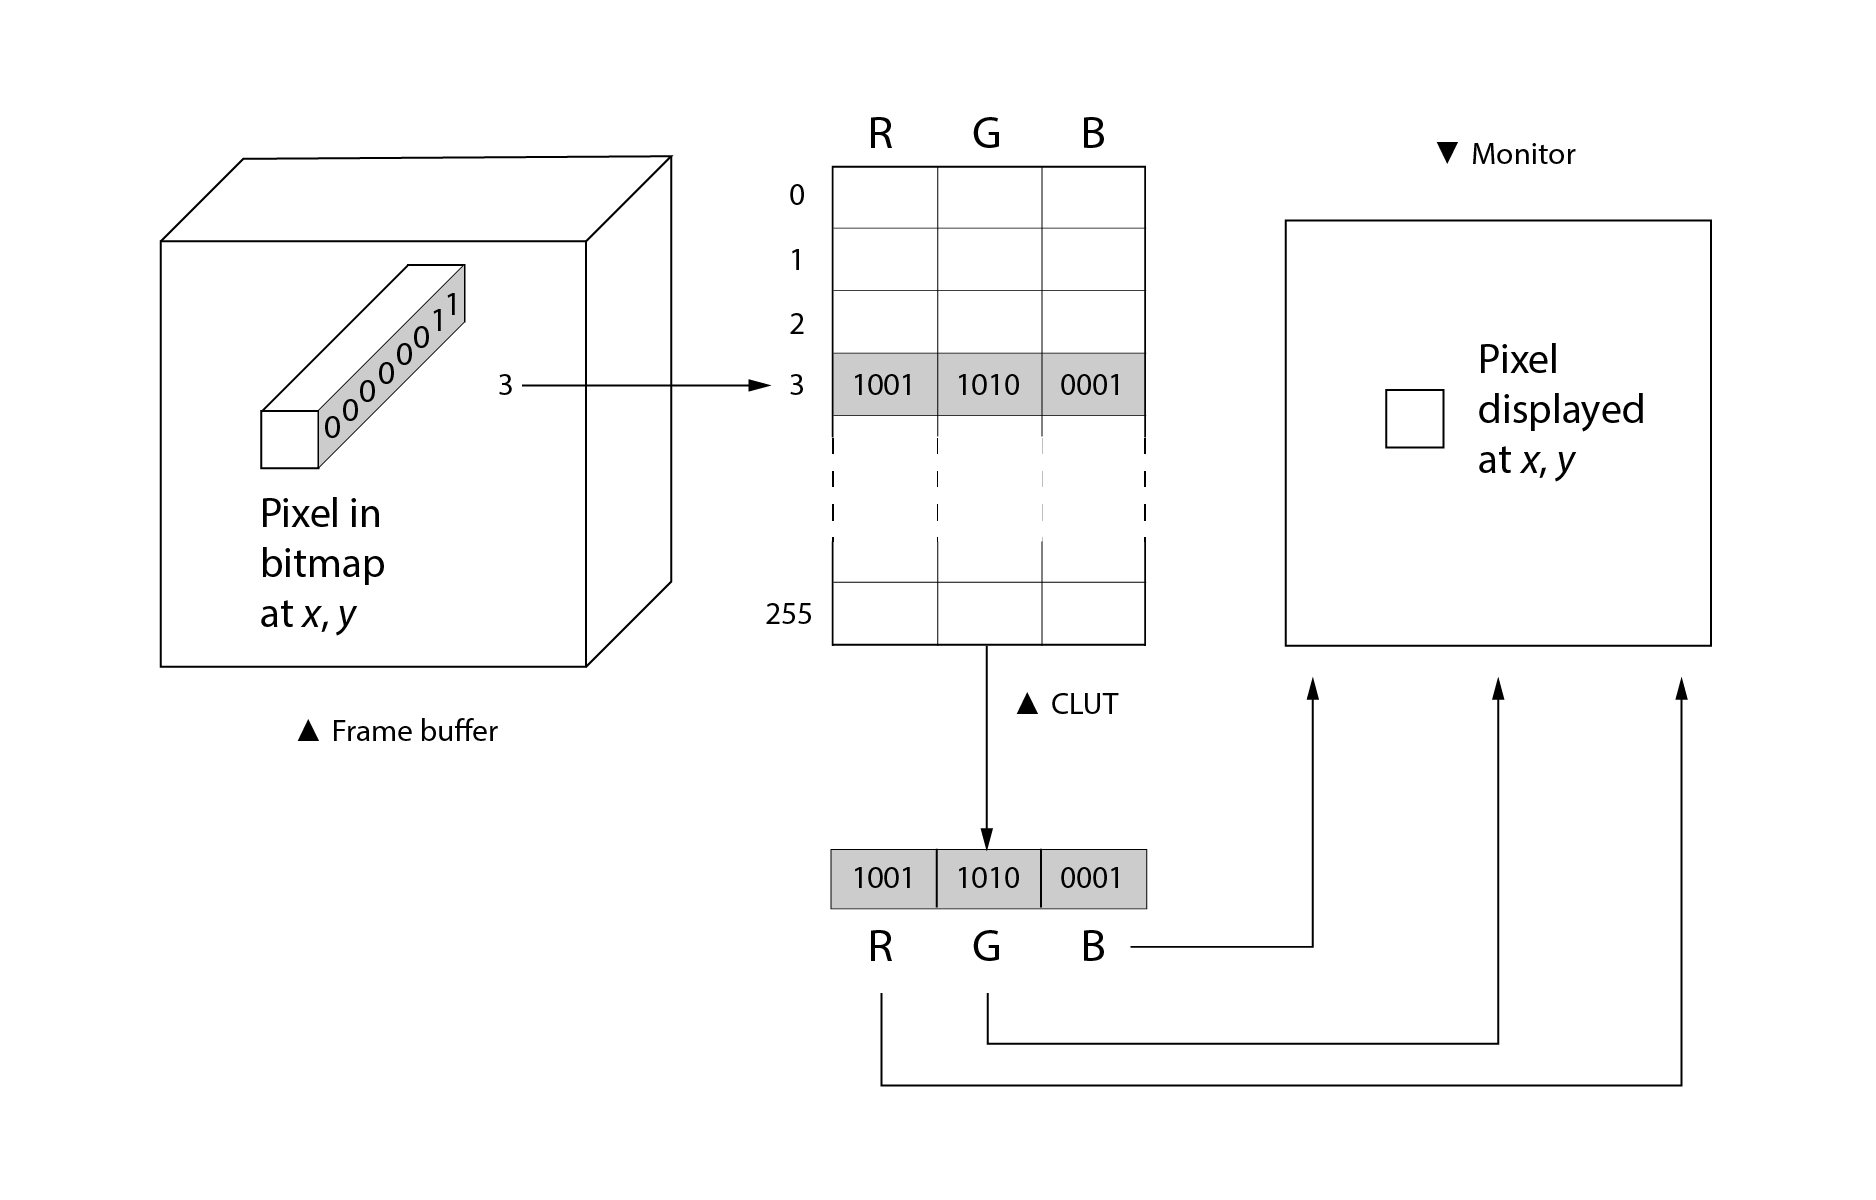 R G B
▼ Monitor
0
1
2
3
3
1001 1010 0001
00000011
Pixel in
bitmap
at x, y
Pixel
displayed
at x, y
255
▲ CLUT
▲ Frame buffer
1001 1010 0001
R G B